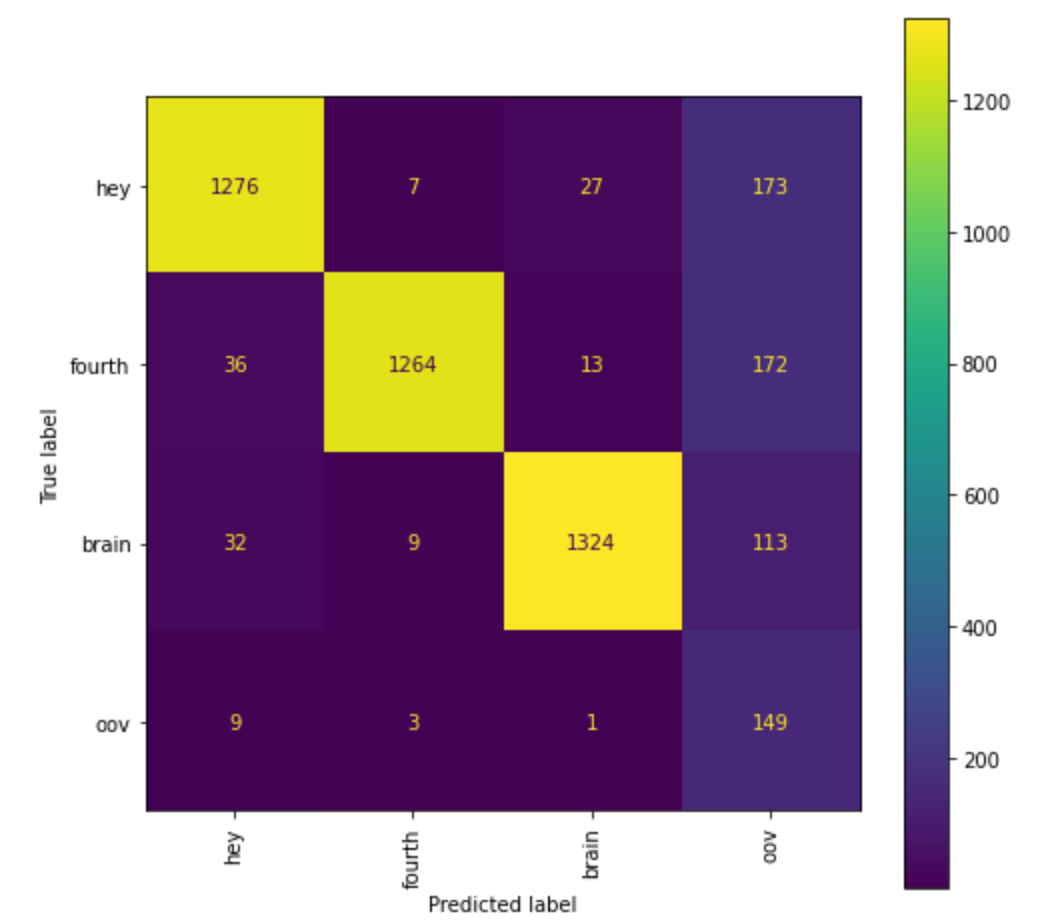 hey 1276 7 27 173
fourth 36 1264 13 172
brain 32 9 1324 113
oov 9 3 1 149
hey fourth brain oov
True label
Predicted label
1200
1000
800
600
400
200